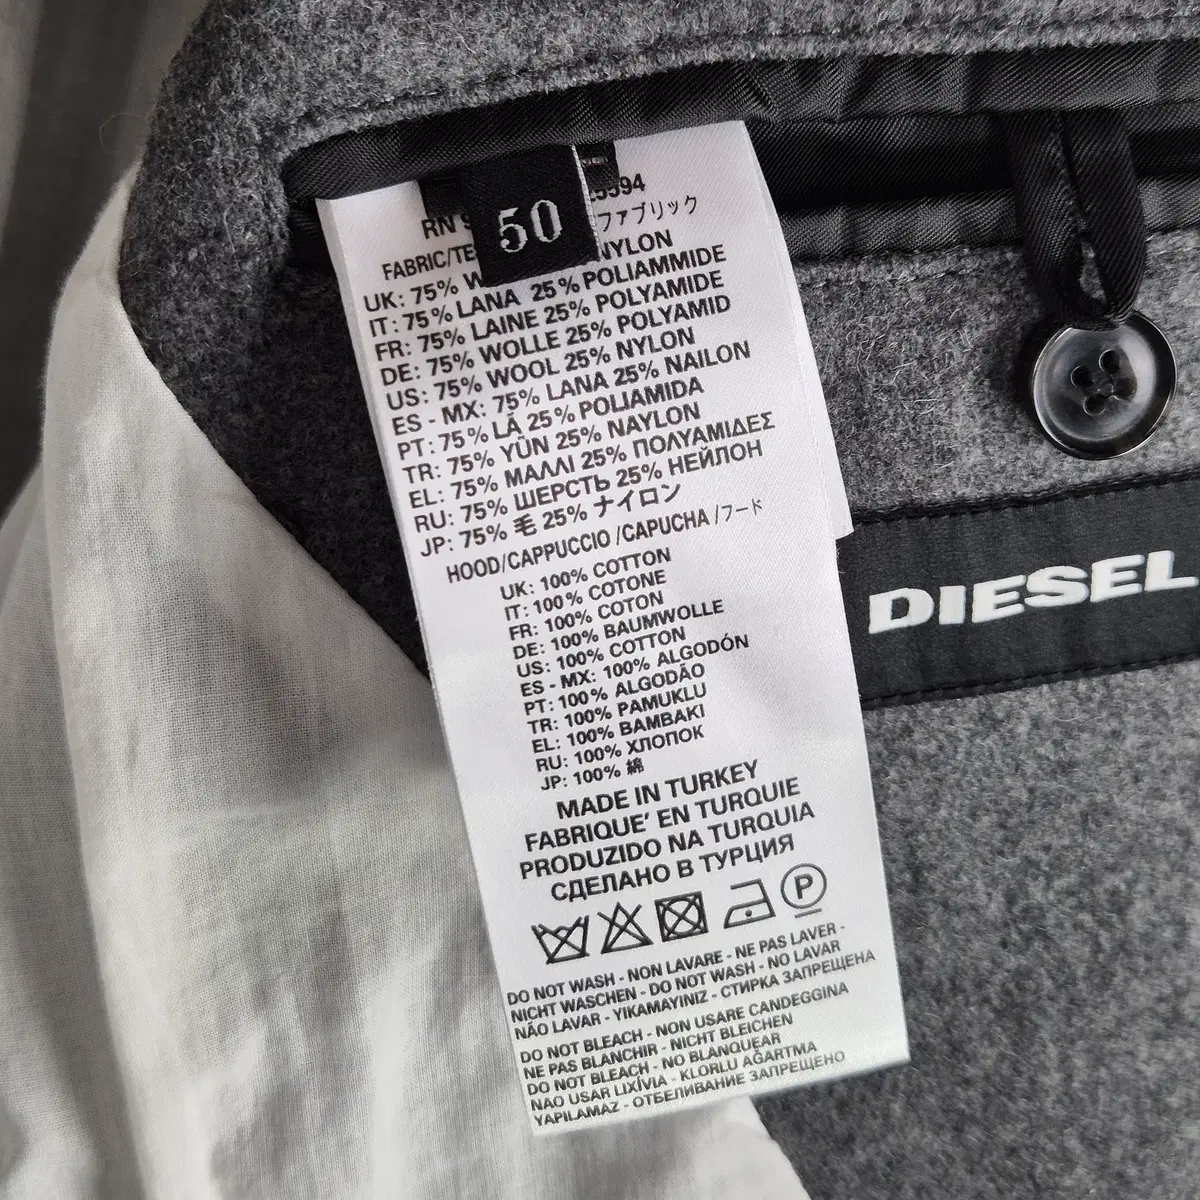 50
RN
5594
FABRIC/TE ファブリック
UK: 75% W NYLON
IT: 75% LANA 25% POLIAMMIDE
FR: 75% LAINE 25% POLYAMIDE
DE: 75% WOLLE 25% POLYAMID
US: 75% WOOL 25% NYLON
ES - MX: 75% LANA 25% NAILON
PT: 75% LÃ 25% POLIAMIDA
TR: 75% YÜN 25% NAYLON
EL: 75% ΜΑΛΛΙ 25% ΠΟΛΥΑΜΙΔΕΣ
RU: 75% ШЕРСТЬ 25% НЕЙЛОН
JP: 75% 毛 25% ナイロン
HOOD/CAPPUCCIO /CAPUCHA /フード
UK: 100% COTTON
IT: 100% COTONE
FR: 100% COTON
DE: 100% BAUMWOLLE
US: 100% COTTON
ES - MX: 100% ALGODÓN
PT: 100% ALGODÃO
TR: 100% PAMUKLU
EL: 100% ΒΑΜΒΑΚΙ
RU: 100% ХЛОПОК
JP: 100% 綿
MADE IN TURKEY
FABRIQUE' EN TURQUIE
PRODUZIDO NA TURQUIA
СДЕЛАНО В ТУРЦИЯ
P
DO NOT WASH - NON LAVARE - NE PAS LAVER -
NICHT WASCHEN - DO NOT WASH - NO LAVAR
NÃO LAVAR - YIKAMAYINIZ - СТИРКА ЗАПРЕЩЕНА
DO NOT BLEACH - NON USARE CANDEGGINA
NE PAS BLANCHIR - NICHT BLEICHEN
DO NOT BLEACH - NO BLANQUEAR
NAO USAR LIXÍVIA - KLORLU AĞARTMA
YAPILAMAZ - ОТБЕЛИВАНИЕ ЗАПРЕЩЕНО
DIESEL